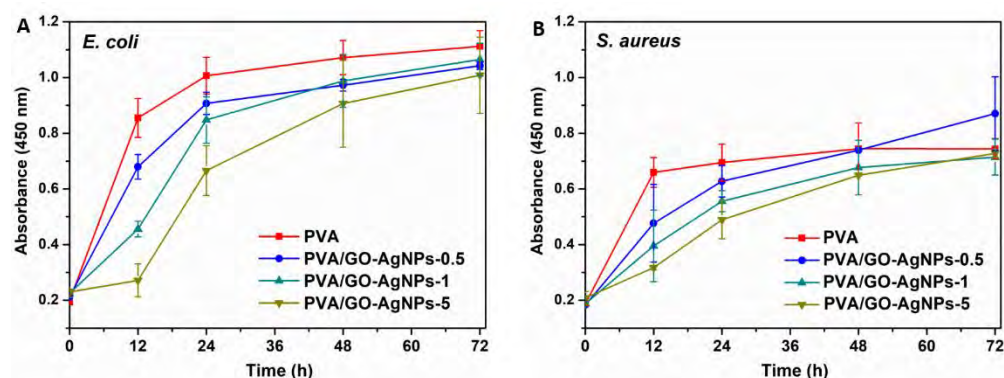 A
E. coli
Absorbance (450 nm)
1.2
1.0
0.8
0.6
0.4
0.2
PVA
PVA/GO-AgNPs-0.5
PVA/GO-AgNPs-1
PVA/GO-AgNPs-5
0 12 24 36 48 60 72
Time (h)
B
S. aureus
Absorbance (450 nm)
1.2
1.0
0.8
0.6
0.4
0.2
PVA
PVA/GO-AgNPs-0.5
PVA/GO-AgNPs-1
PVA/GO-AgNPs-5
0 12 24 36 48 60 72
Time (h)